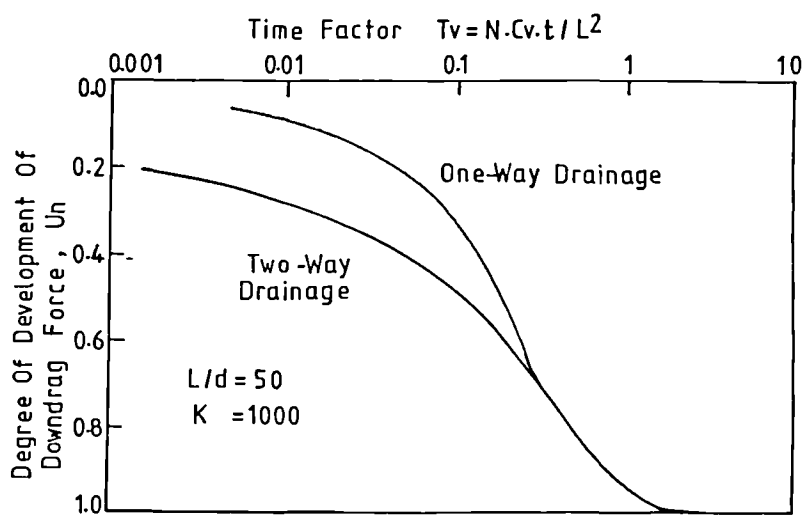 Time Factor Tv = N.Cv.t / L2
0.001 0.01 0.1 1 10
0.0
0.2
0.4
0.6
0.8
1.0
Degree Of Development Of
Downdrag Force, Un
One-Way Drainage
Two-Way
Drainage
L/d = 50
K = 1000